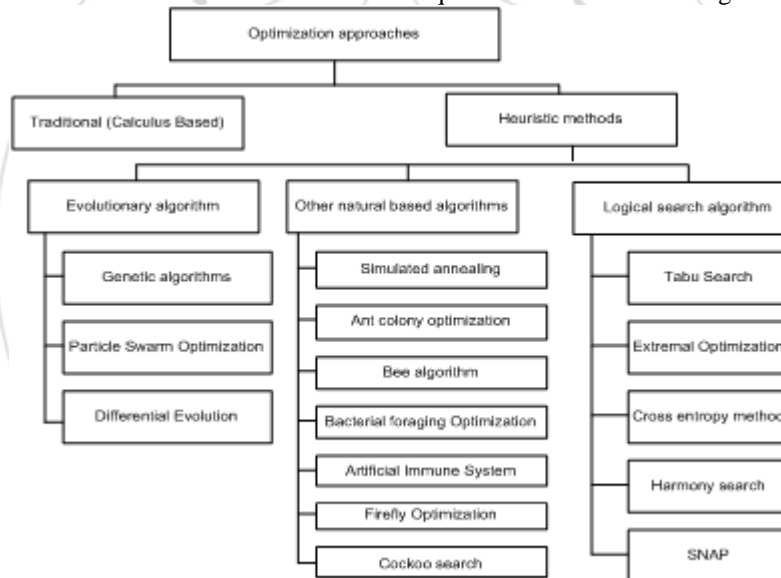 Optimization approaches
Traditional (Calculus Based)
Heuristic methods
Evolutionary algorithm
Other natural based algorithms
Logical search algorithm
Genetic algorithms
Particle Swarm Optimization
Differential Evolution
Simulated annealing
Ant colony optimization
Bee algorithm
Bacterial foraging Optimization
Artificial Immune System
Firefly Optimization
Cockoo search
Tabu Search
Extremal Optimization
Cross entropy method
Harmony search
SNAP